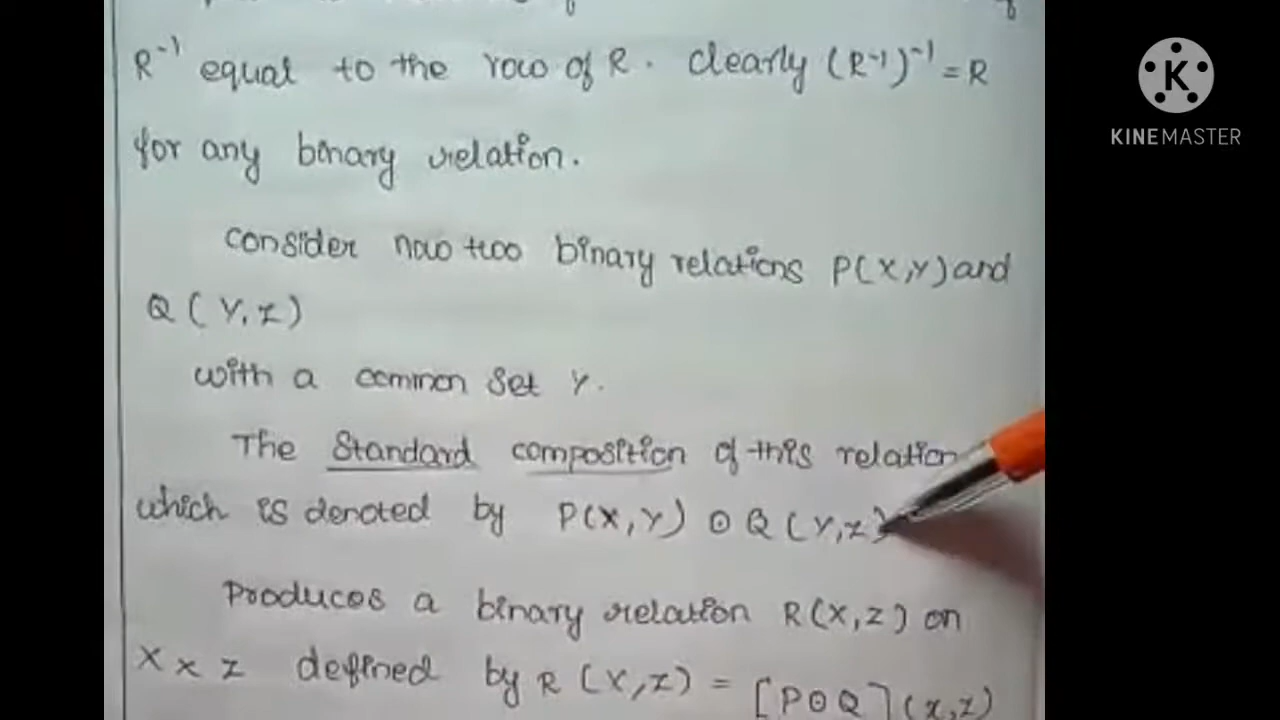 R⁻¹ equal to the row of R. clearly (R⁻¹)⁻¹ = R
for any binary relation.
Consider now two binary relations P(X,Y) and
Q (Y,Z)
with a common set Y.
The Standard composition of this relation
which is denoted by P(X,Y) ⊙ Q (Y,Z)
Produces a binary relation R(X,Z) on
X x Z defined by R (X,Z) = [P⊙Q](x,z)
K
KINEMASTER